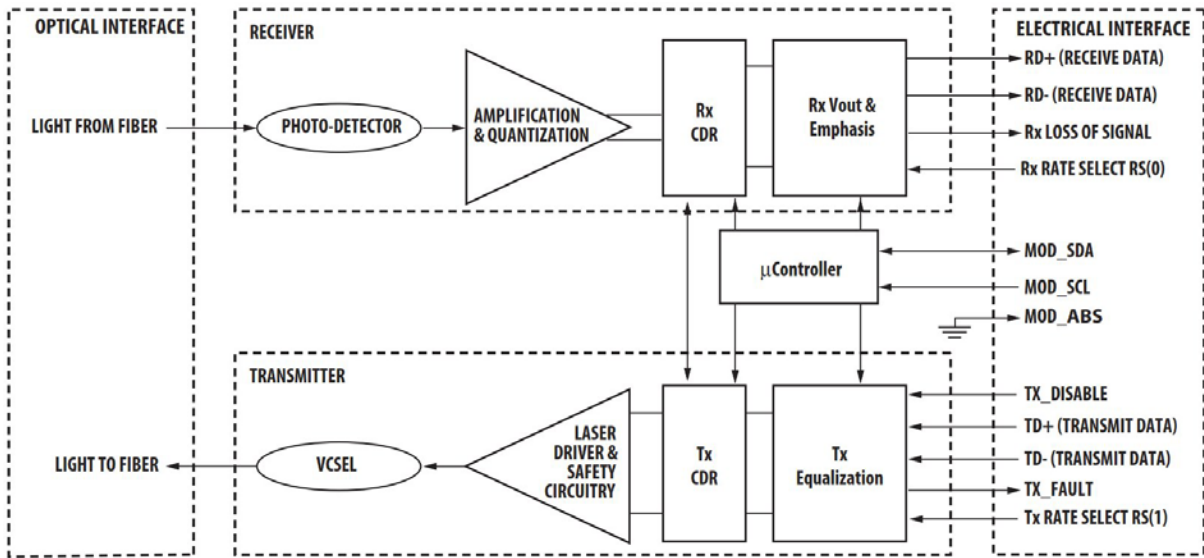 OPTICAL INTERFACE
RECEIVER
ELECTRICAL INTERFACE
LIGHT FROM FIBER
PHOTO-DETECTOR
AMPLIFICATION
& QUANTIZATION
Rx
CDR
Rx Vout &
Emphasis
RD+ (RECEIVE DATA)
RD- (RECEIVE DATA)
Rx LOSS OF SIGNAL
Rx RATE SELECT RS(0)
μController
MOD_SDA
MOD_SCL
MOD_ABS
TRANSMITTER
LIGHT TO FIBER
VCSEL
LASER
DRIVER &
SAFETY
CIRCUITRY
Tx
CDR
Tx
Equalization
TX_DISABLE
TD+ (TRANSMIT DATA)
TD- (TRANSMIT DATA)
TX_FAULT
Tx RATE SELECT RS(1)